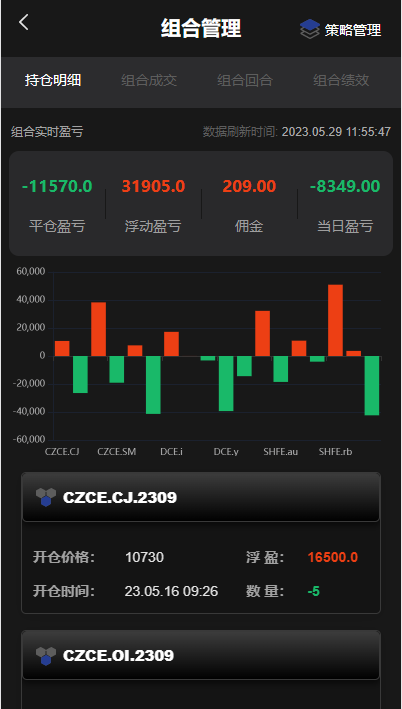 组合管理
策略管理
持仓明细 组合成交 组合回合 组合绩效
组合实时盈亏 数据刷新时间: 2023.05.29 11:55:47
-11570.0 31905.0 209.00 -8349.00
平仓盈亏 浮动盈亏 佣金 当日盈亏
60,000
40,000
20,000
0
-20,000
-40,000
-60,000
CZCE.CJ CZCE.SM DCE.i DCE.y SHFE.au SHFE.rb
CZCE.CJ.2309
开仓价格： 10730 浮 盈： 16500.0
开仓时间： 23.05.16 09:26 数 量： -5
CZCE.OI.2309